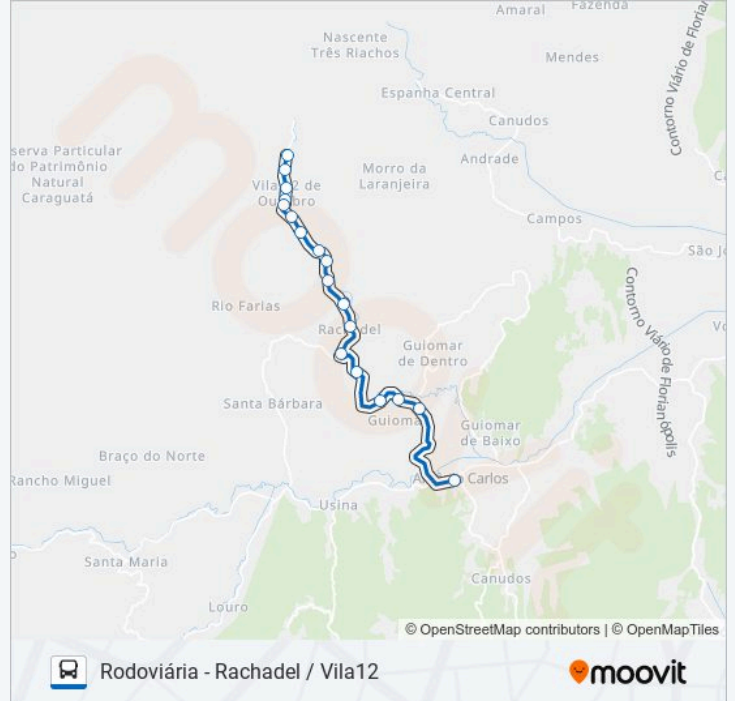 Amaral
Fazenda
Nascente
Três Riachos
Mendes
Contorno Viário de Florian
Espanha Central
Canudos
serva Particular
do Patrimônio
Natural
Caraguatá
Andrade
Morro da
Laranjeira
Vila 12 de
Outubro
Campos
São J
Contorno Viário de Florianópolis
Rio Farias
Rachadel
Guiomar
de Dentro
Santa Bárbara
Guiomar
Guiomar
de Baixo
Braço do Norte
Rancho Miguel
Antônio Carlos
Usina
Santa Maria
Canudos
Louro
© OpenStreetMap contributors | © OpenMapTiles
Rodoviária - Rachadel / Vila12
moovit